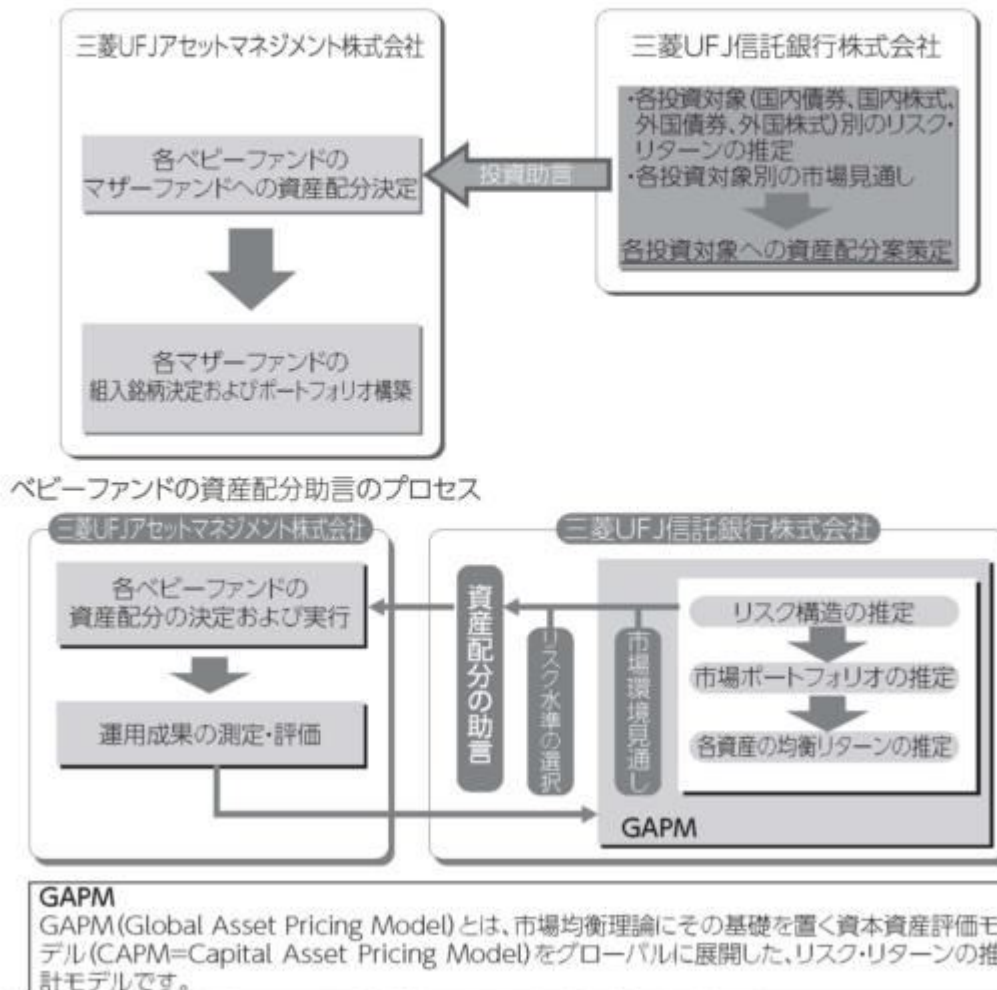 三菱UFJアセットマネジメント株式会社
各ベビーファンドの
マザーファンドへの資産配分決定
各マザーファンドの
組入銘柄決定およびポートフォリオ構築
投資助言
三菱UFJ信託銀行株式会社
・各投資対象(国内債券、国内株式、
外国債券、外国株式)別のリスク・
リターンの推定
・各投資対象別の市場見通し
各投資対象への資産配分案策定
ベビーファンドの資産配分助言のプロセス
三菱UFJアセットマネジメント株式会社
各ベビーファンドの
資産配分の決定および実行
運用成果の測定・評価
三菱UFJ信託銀行株式会社
資産配分の助言
リスク水準の選択
市場環境見通し
リスク構造の推定
市場ポートフォリオの推定
各資産の均衡リターンの推定
GAPM
GAPM
GAPM(Global Asset Pricing Model)とは、市場均衡理論にその基礎を置く資本資産評価モ
デル(CAPM=Capital Asset Pricing Model)をグローバルに展開した、リスク・リターンの推
計モデルです。